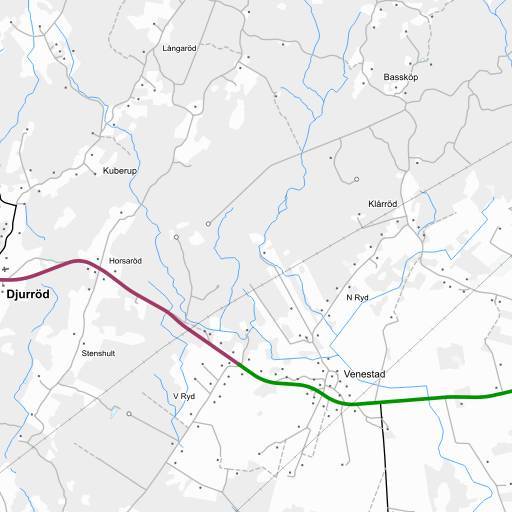 Långaröd
Basskóp
Kuberup
Klårröd
Horsaröd
Djurröd
N Ryd
Stenshult
Venestad
V Ryd